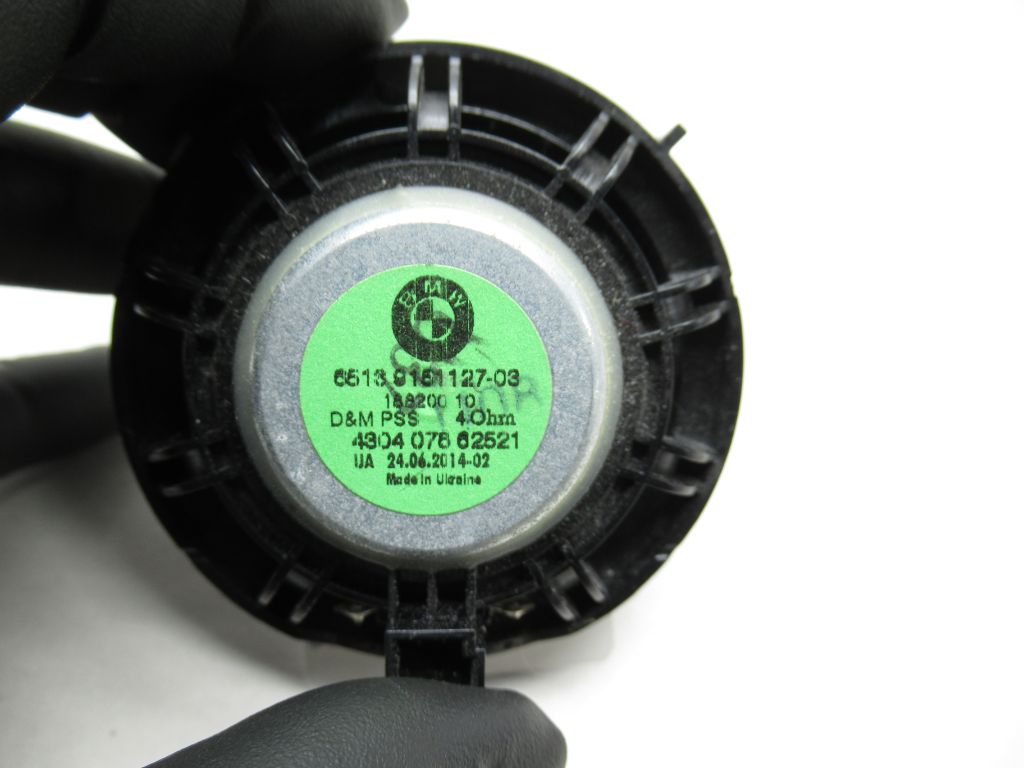 BMW
6513 9151127-03
188200 10
D&M PSS 4 Ohm
4304 078 62521
UA 24.06.2014-02
Made in Ukraine